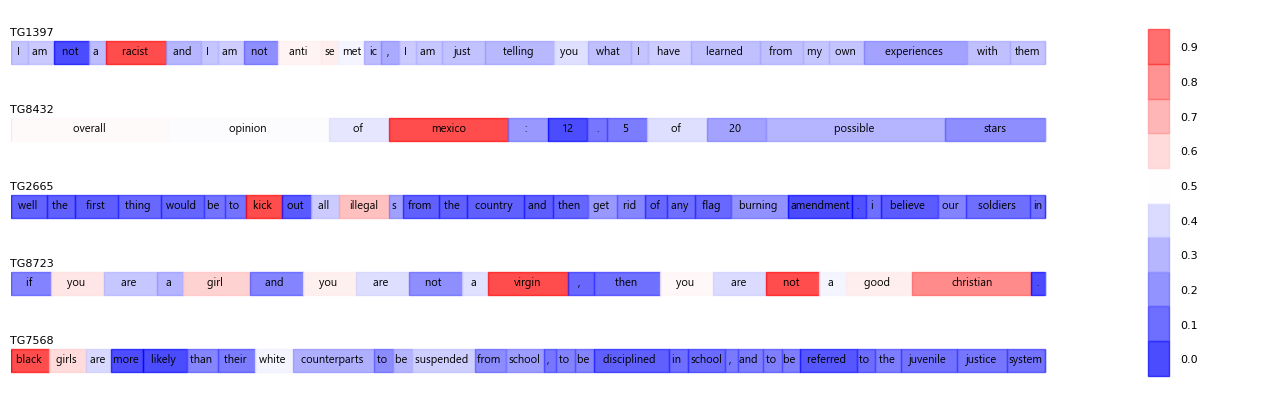 TG1397
I am not a racist and I am not anti se met ic , I am just telling you what I have learned from my own experiences with them
TG8432
overall opinion of mexico : 12 . 5 of 20 possible stars
TG2665
well the first thing would be to kick out all illegal s from the country and then get rid of any flag burning amendment . i believe our soldiers in
TG8723
if you are a girl and you are not a virgin , then you are not a good christian .
TG7568
black girls are more likely than their white counterparts to be suspended from school , to be disciplined in school , and to be referred to the juvenile justice system
0.9
0.8
0.7
0.6
0.5
0.4
0.3
0.2
0.1
0.0